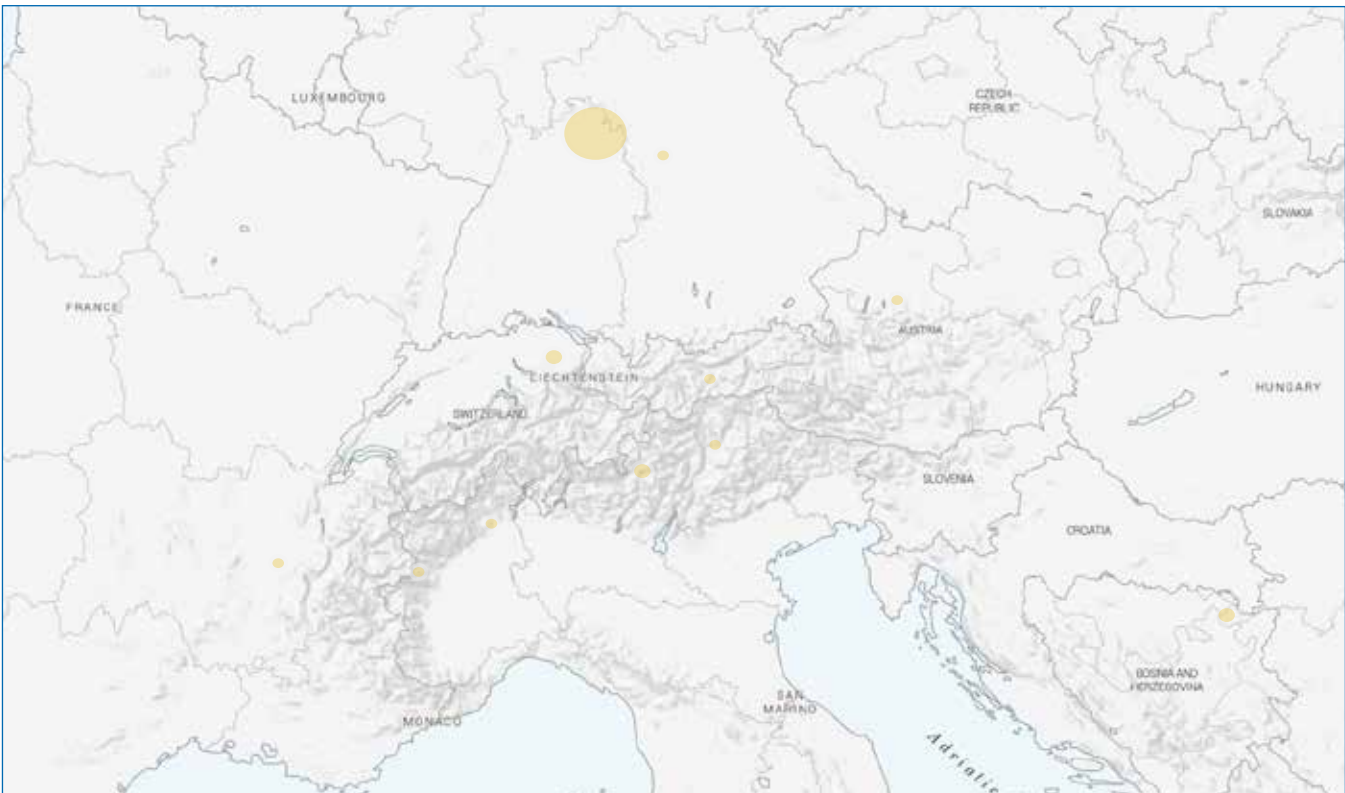 LUXEMBOURG
CZECH
REPUBLIC
SLOVAKIA
FRANCE
AUSTRIA
LIECHTENSTEIN
HUNGARY
SWITZERLAND
SLOVENIA
CROATIA
BOSNIA AND
HERZEGOVINA
SAN
MARINO
MONACO
Adriatic